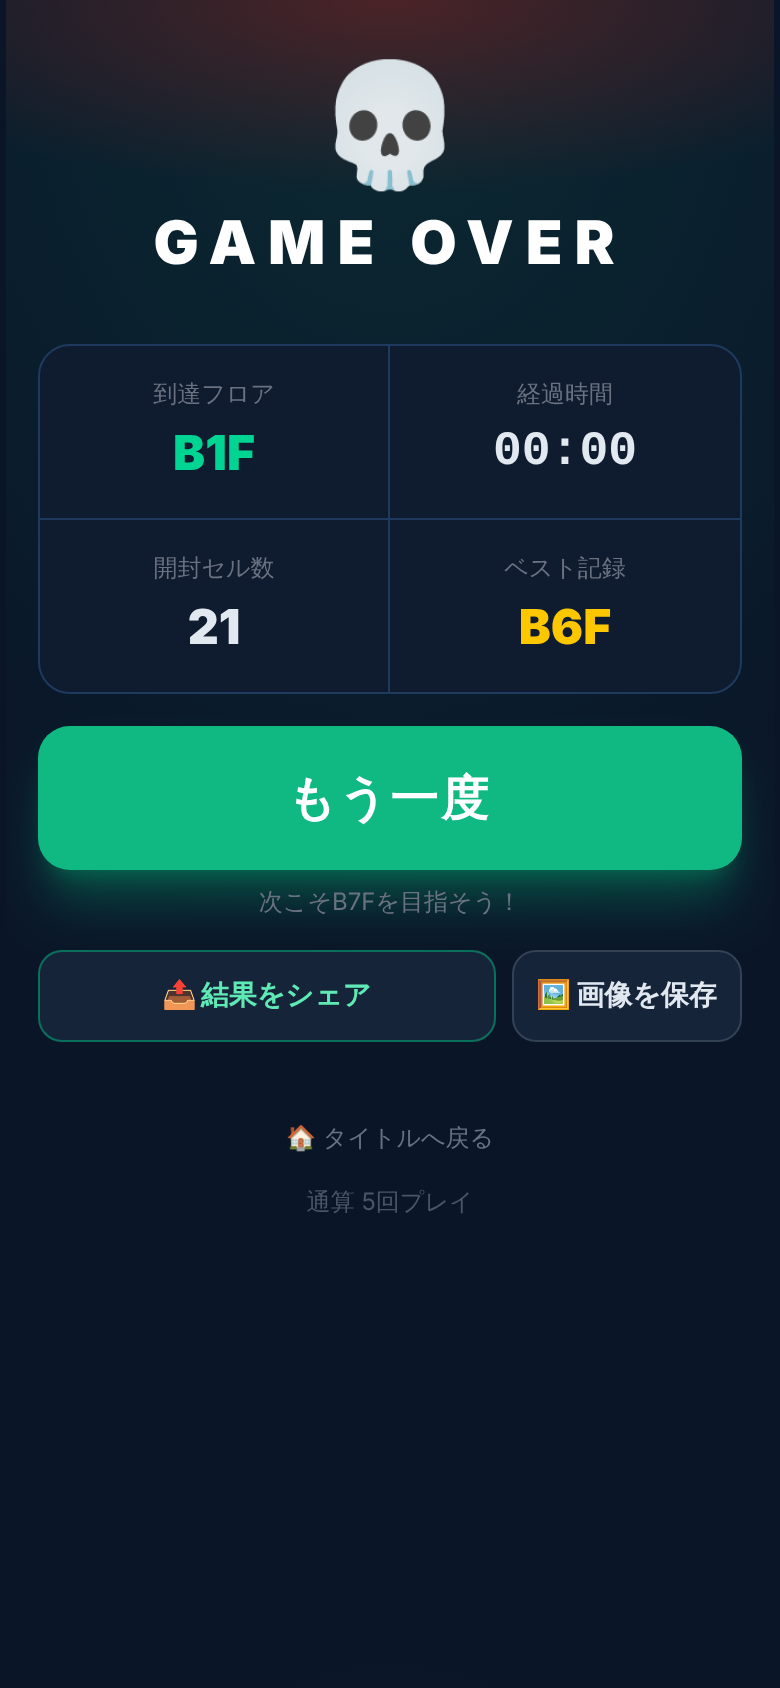 GAME OVER
到達フロア
B1F
経過時間
00:00
開封セル数
21
ベスト記録
B6F
もう一度
次こそB7Fを目指そう！
結果をシェア
画像を保存
タイトルへ戻る
通算 5回プレイ